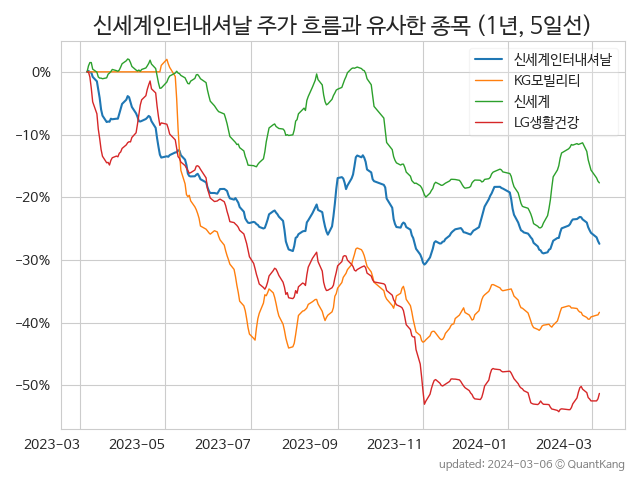 신세계인터내셔날 주가 흐름과 유사한 종목 (1년, 5일선)
신세계인터내셔날
KG모빌리티
신세계
LG생활건강
0%
−10%
−20%
−30%
−40%
−50%
2023-03 2023-05 2023-07 2023-09 2023-11 2024-01 2024-03
updated: 2024-03-06 © QuantKang